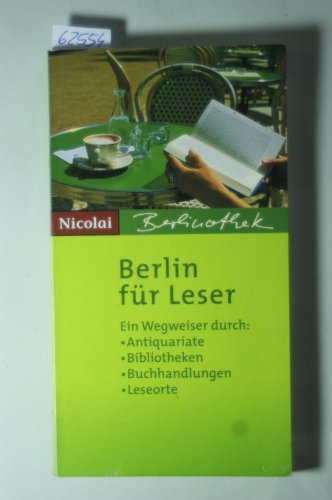 62554
Nicolai Berlinothek
Berlin
für Leser
Ein Wegweiser durch:
•Antiquariate
•Bibliotheken
•Buchhandlungen
•Leseorte